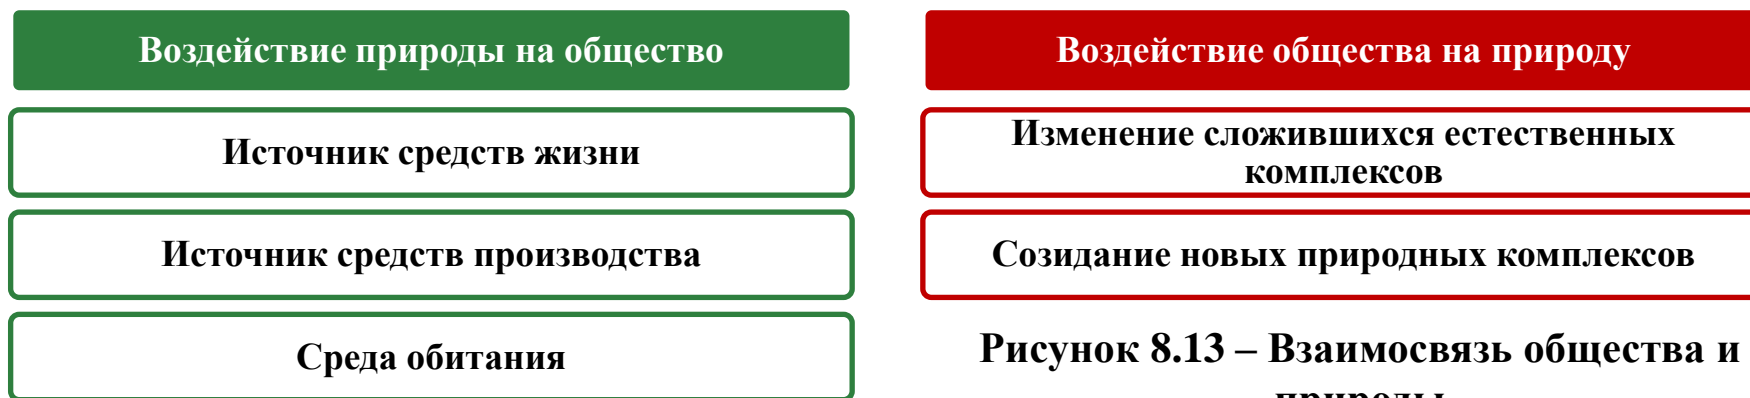 Воздействие природы на общество
Источник средств жизни
Источник средств производства
Среда обитания
Воздействие общества на природу
Изменение сложившихся естественных
комплексов
Созидание новых природных комплексов
Рисунок 8.13 – Взаимосвязь общества и
природы